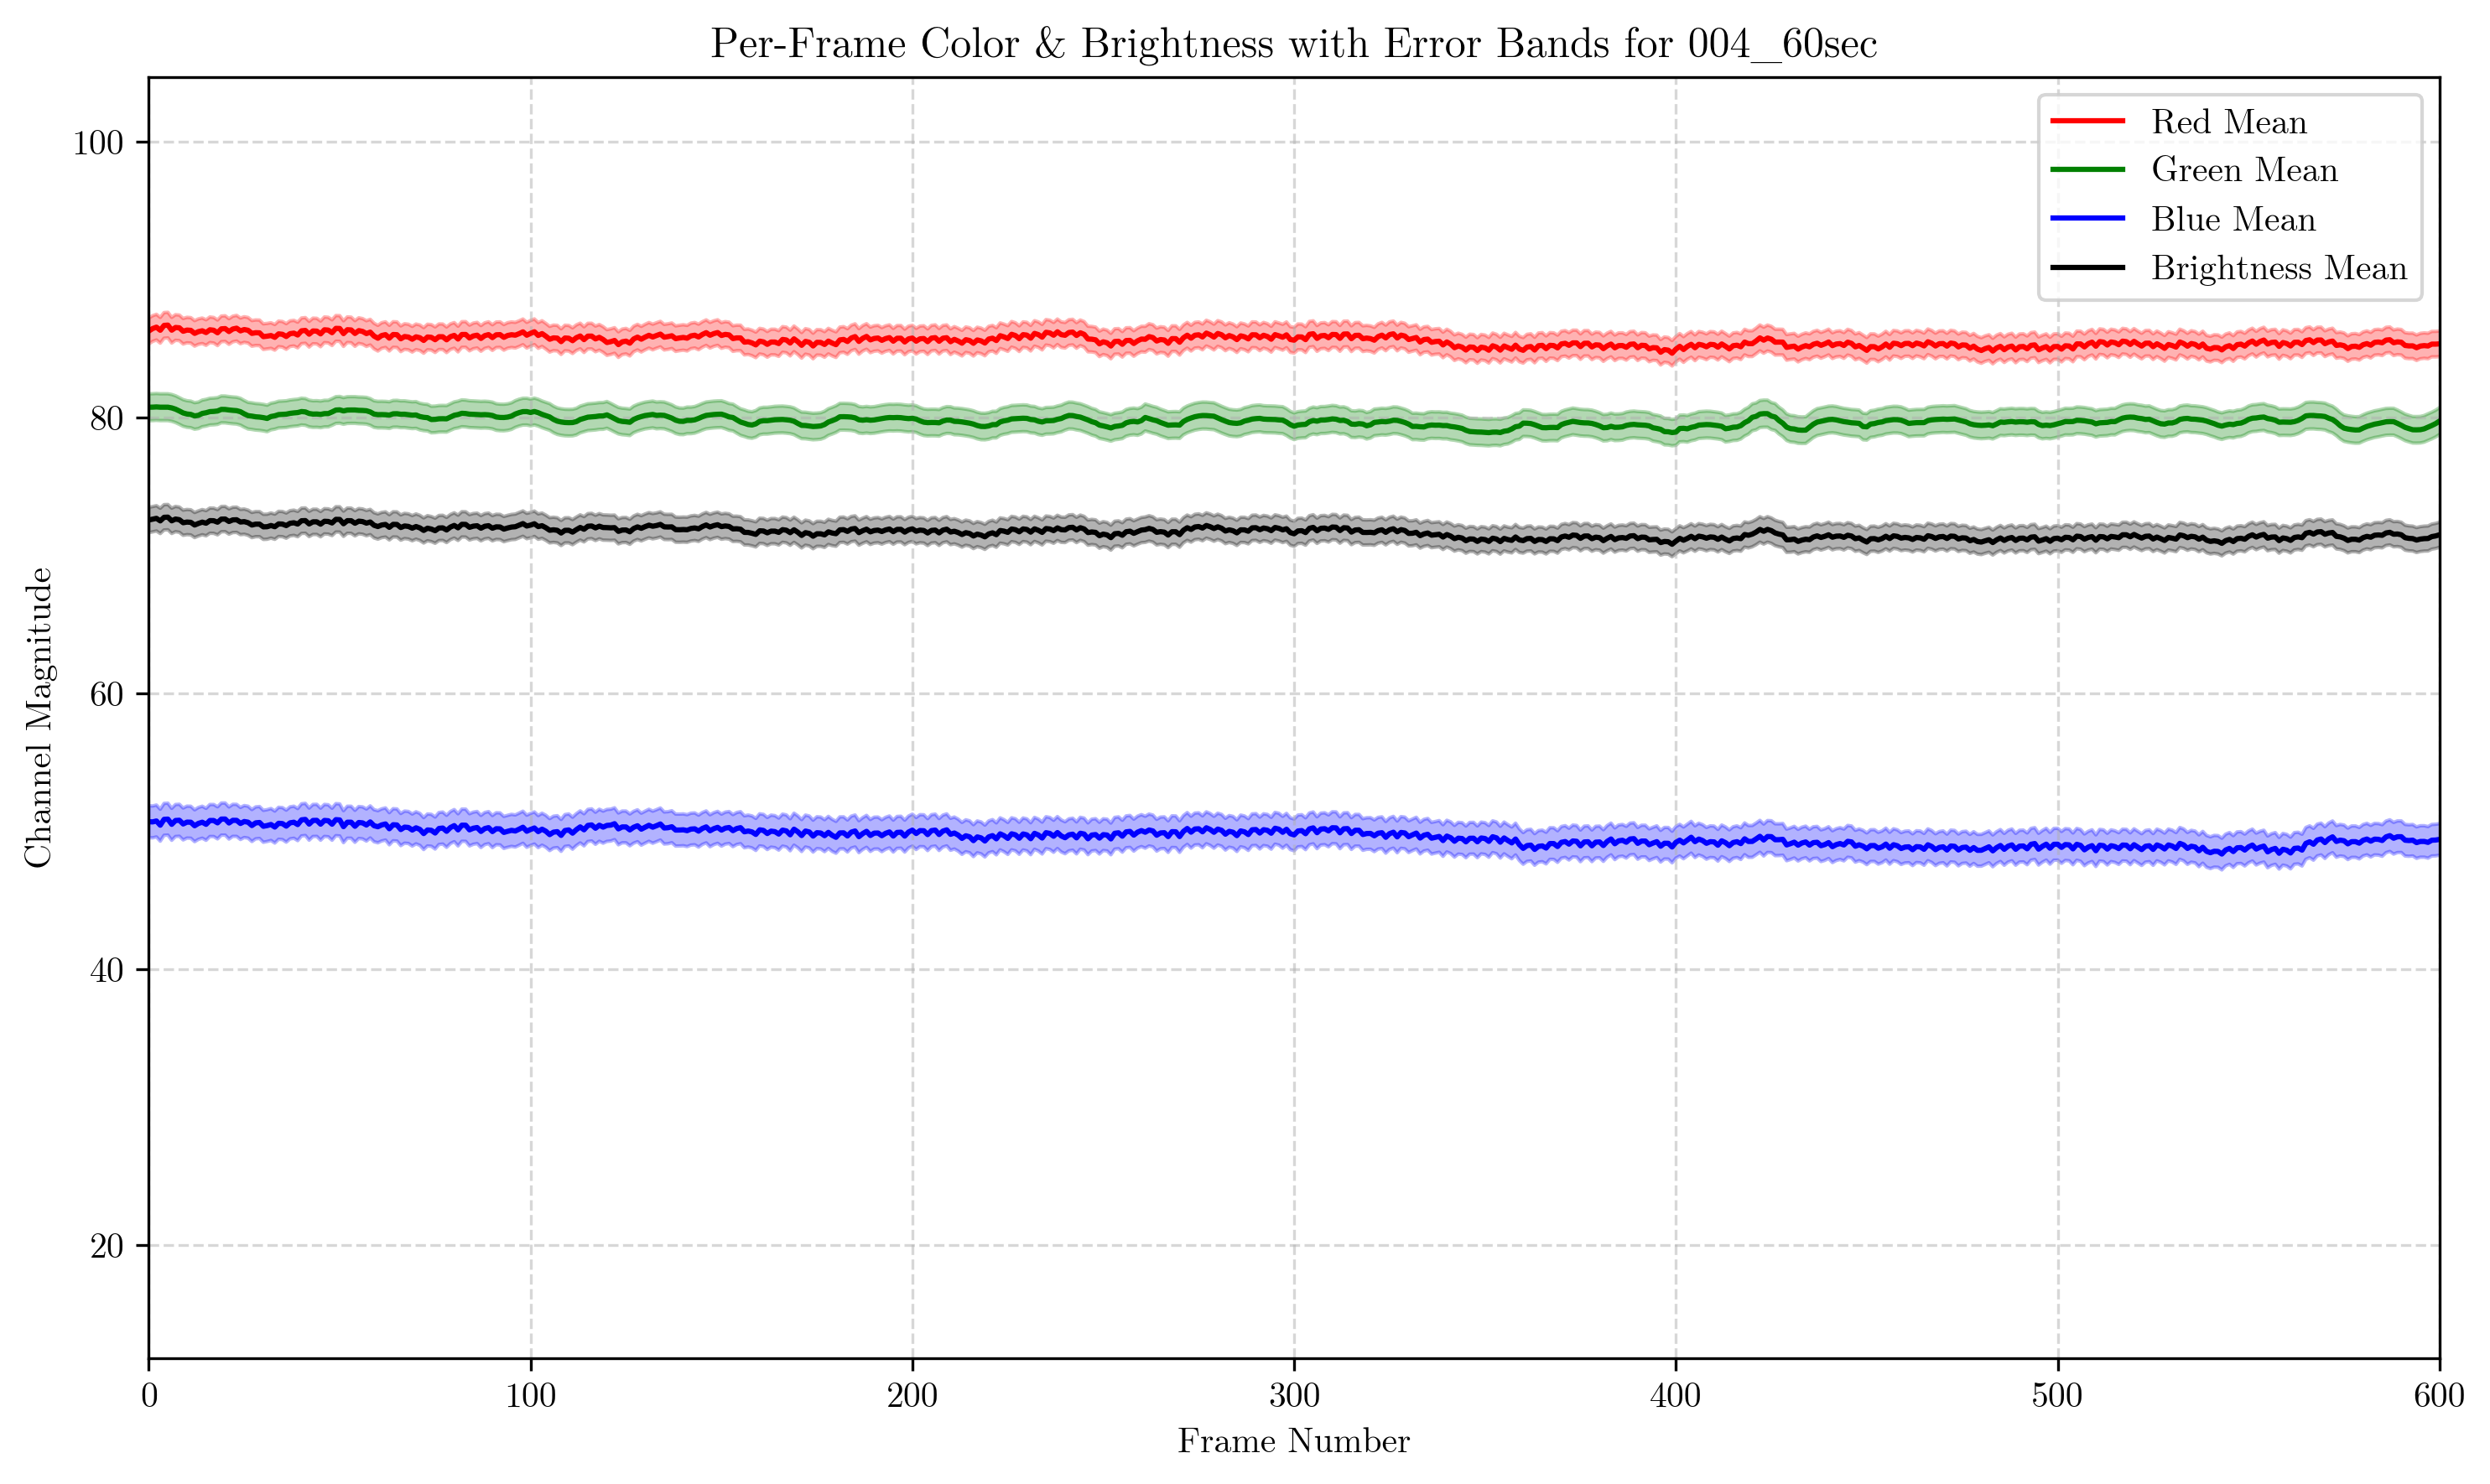 Per-Frame Color & Brightness with Error Bands for 004_60sec
Red Mean
Green Mean
Blue Mean
Brightness Mean
Channel Magnitude
100
80
60
40
20
0 100 200 300 400 500 600
Frame Number